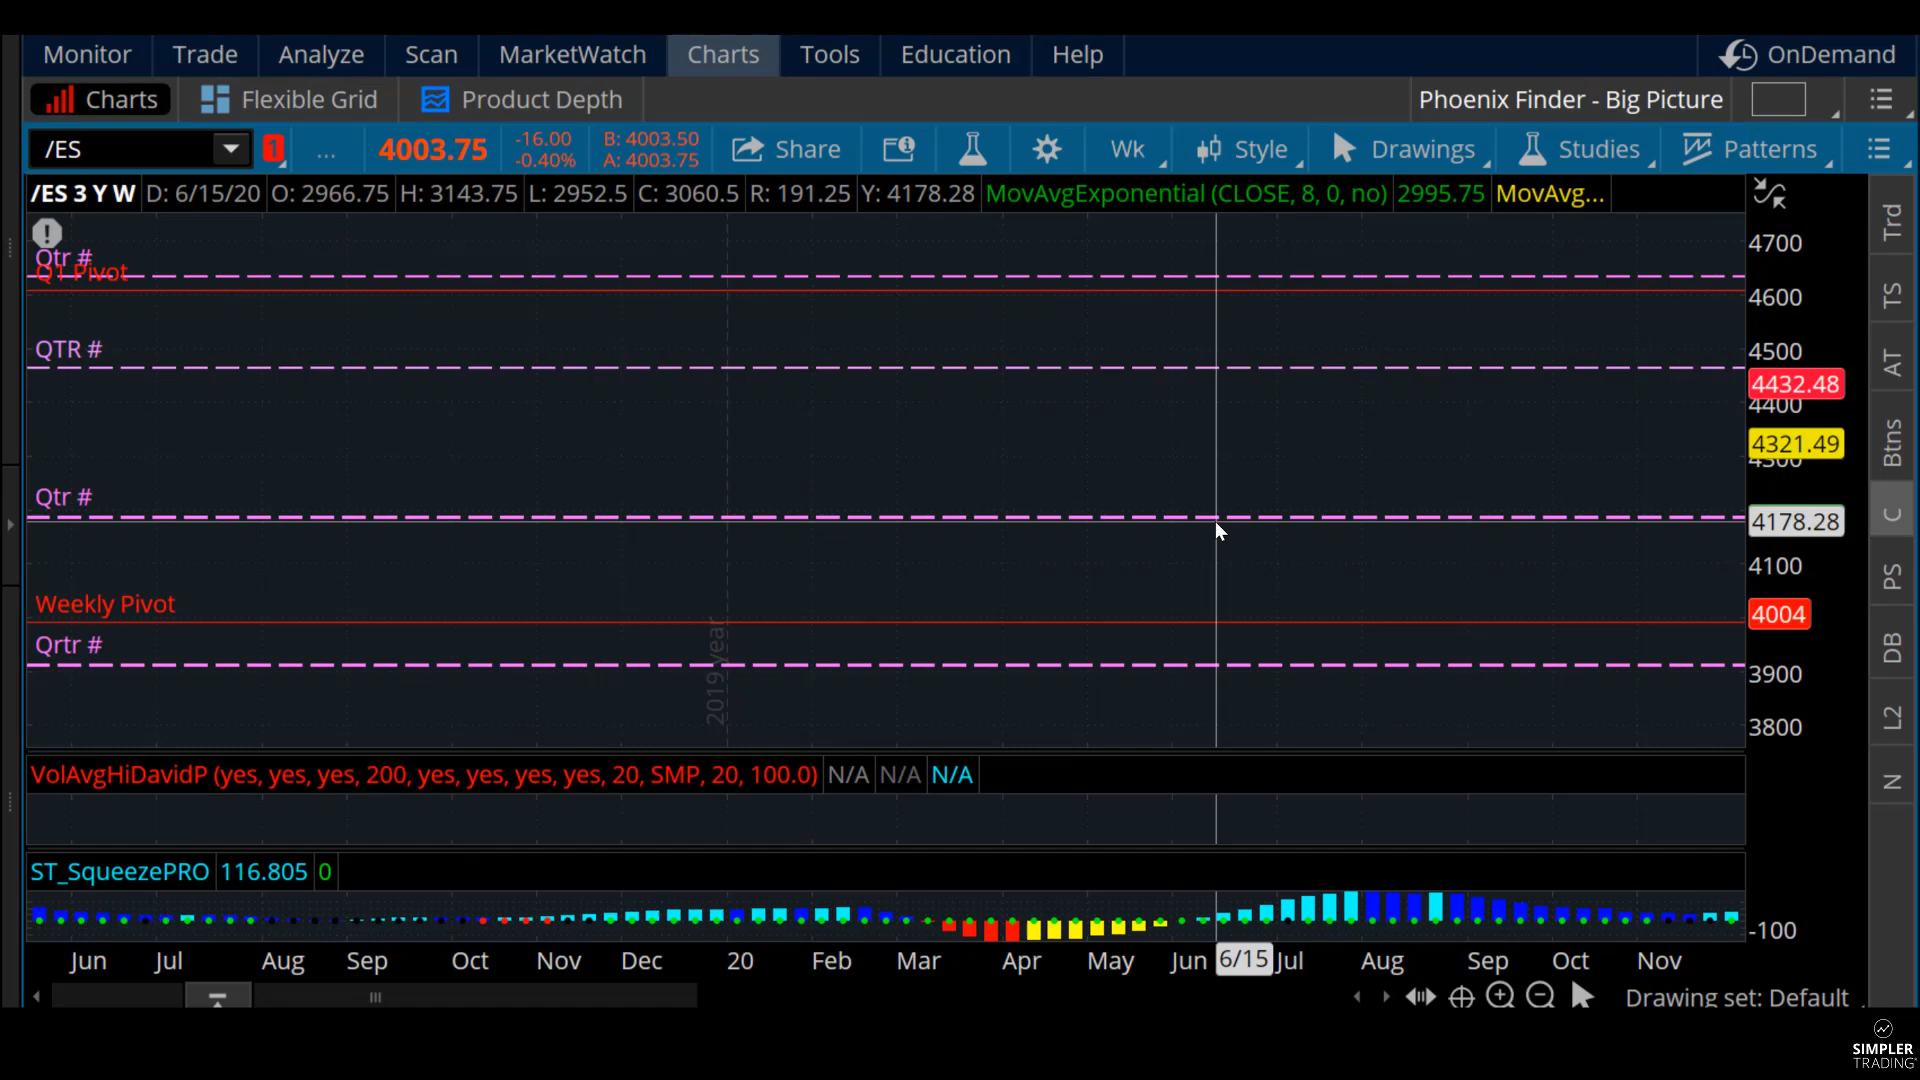 Monitor Trade Analyze Scan MarketWatch Charts Tools Education Help OnDemand
Charts Flexible Grid Product Depth Phoenix Finder - Big Picture
/ES 1 ... 4003.75 -16.00 B: 4003.50 Share Wk Style Drawings Studies Patterns
-0.40% A: 4003.75
/ES 3 Y W D: 6/15/20 O: 2966.75 H: 3143.75 L: 2952.5 C: 3060.5 R: 191.25 Y: 4178.28 MovAvgExponential (CLOSE, 8, 0, no) 2995.75 MovAvg...
Trd
4700
Qtr #
Q1 Pivot
4600
TS
QTR #
4500
AT
4432.48
4400
4321.49
Btns
4300
Qtr #
4178.28
C
4100
PS
Weekly Pivot
4004
Qrtr #
DB
2019 year
3900
L2
3800
VolAvgHiDavidP (yes, yes, yes, 200, yes, yes, yes, yes, 20, SMP, 20, 100.0) N/A N/A N/A
N
ST_SqueezePRO 116.805 0
-100
Jun Jul Aug Sep Oct Nov Dec 20 Feb Mar Apr May Jun 6/15 Jul Aug Sep Oct Nov
Drawing set: Default
SIMPLER
TRADING